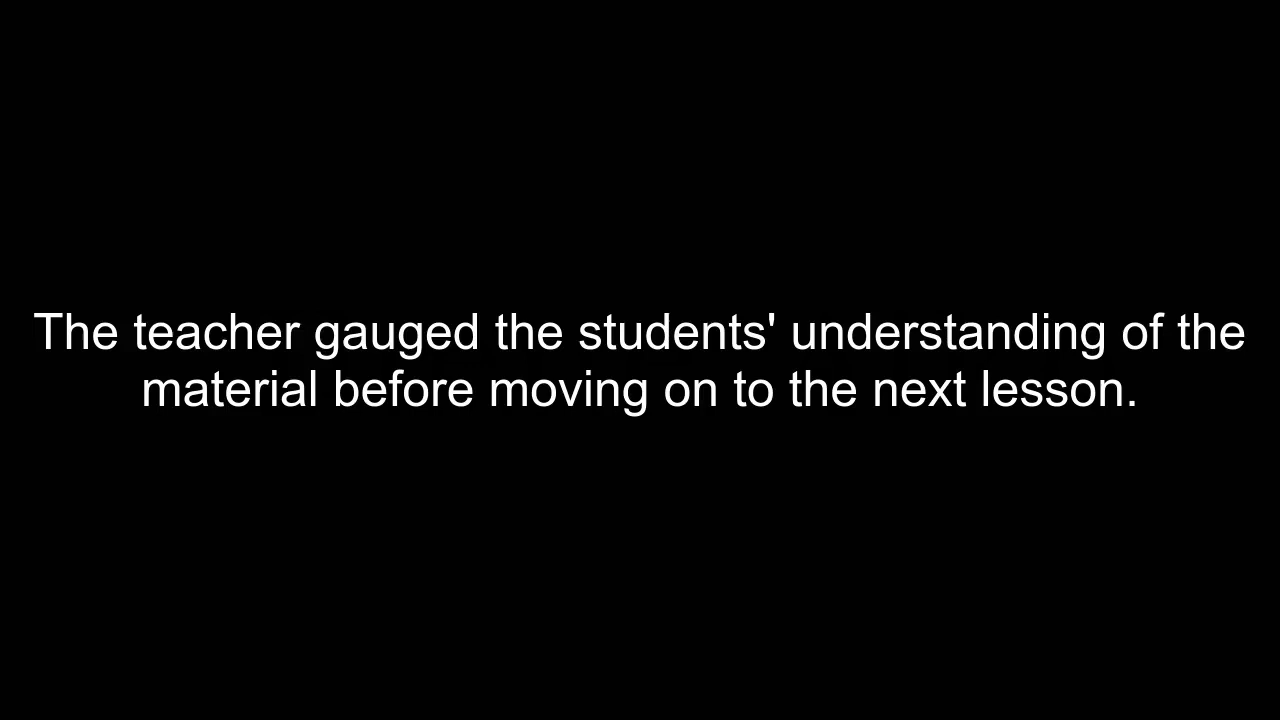 The teacher gauged the students' understanding of the
material before moving on to the next lesson.